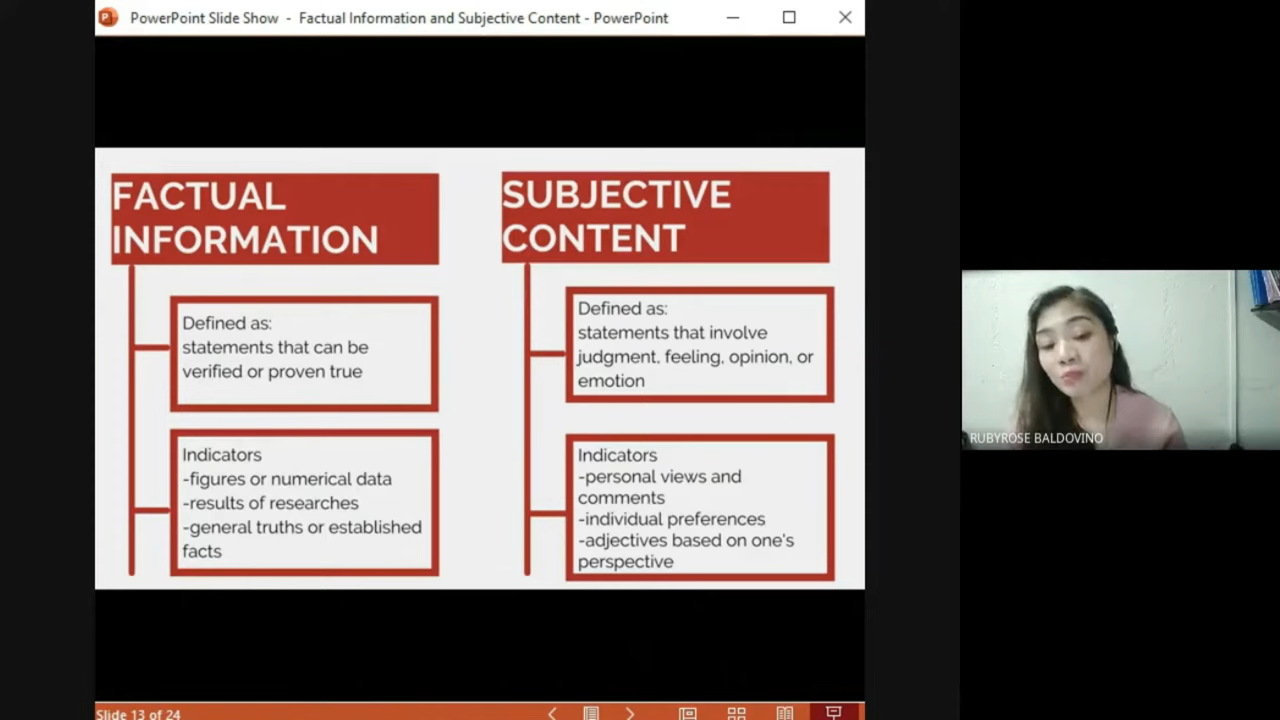 PowerPoint Slide Show - Factual Information and Subjective Content - PowerPoint
FACTUAL
INFORMATION
Defined as:
statements that can be
verified or proven true
Indicators
-figures or numerical data
-results of researches
-general truths or established
facts
SUBJECTIVE
CONTENT
Defined as:
statements that involve
judgment, feeling, opinion, or
emotion
Indicators
-personal views and
comments
-individual preferences
-adjectives based on one's
perspective
RUBYROSE BALDOVINO
Slide 13 of 24